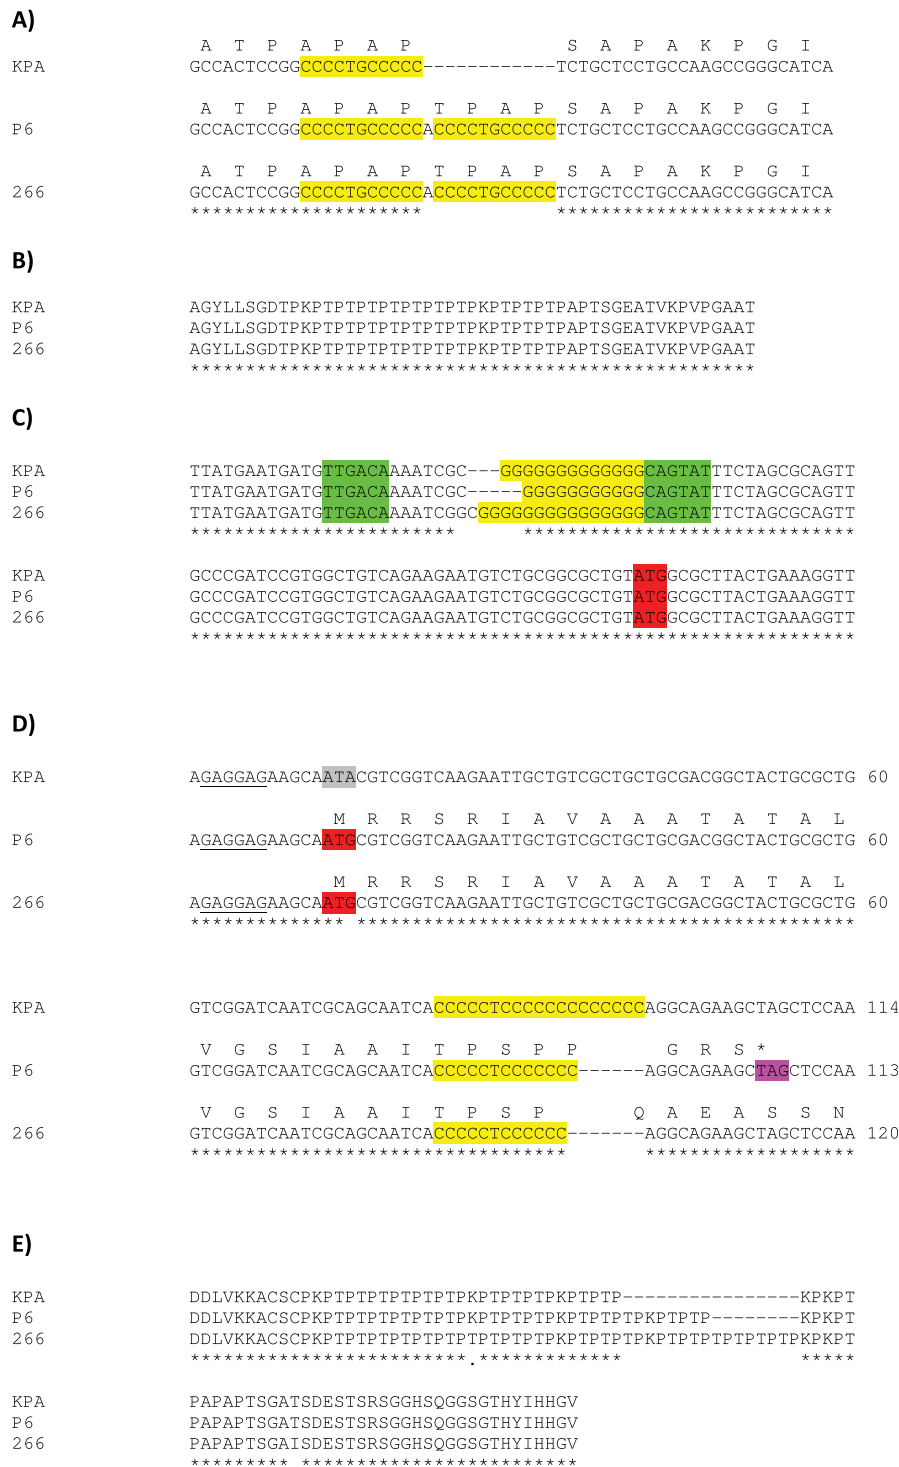 A)
A T P A P A P S A P A K P G I
KPA GCCACTCCGGCCCCTGCCCCC------------TCTGCTCCTGCCAAGCCGGGCATCA
A T P A P A P T P A P S A P A K P G I
P6 GCCACTCCGGCCCCTGCCCCCACCCCTGCCCCCTCTGCTCCTGCCAAGCCGGGCATCA
A T P A P A P T P A P S A P A K P G I
266 GCCACTCCGGCCCCTGCCCCCACCCCTGCCCCCTCTGCTCCTGCCAAGCCGGGCATCA
********************* *************************
B)
KPA AGYLLSGDTPKPTPTPTPTPTPTPTPKPTPTPTPAPTSGEATVKPVPGAAT
P6 AGYLLSGDTPKPTPTPTPTPTPTPTPKPTPTPTPAPTSGEATVKPVPGAAT
266 AGYLLSGDTPKPTPTPTPTPTPTPTPKPTPTPTPAPTSGEATVKPVPGAAT
***************************************************
C)
KPA TTATGAATGATGTTGACAAAATCGC---GGGGGGGGGGGGGCAGTATTTCTAGCGCAGTT
P6 TTATGAATGATGTTGACAAAATCGC-----GGGGGGGGGGGCAGTATTTCTAGCGCAGTT
266 TTATGAATGATGTTGACAAAATCGGCGGGGGGGGGGGGGGGCAGTATTTCTAGCGCAGTT
************************ ******************************
KPA GCCCGATCCGTGGCTGTCAGAAGAATGTCTGCGGCGCTGTATGGCGCTTACTGAAAGGTT
P6 GCCCGATCCGTGGCTGTCAGAAGAATGTCTGCGGCGCTGTATGGCGCTTACTGAAAGGTT
266 GCCCGATCCGTGGCTGTCAGAAGAATGTCTGCGGCGCTGTATGGCGCTTACTGAAAGGTT
************************************************************
D)
KPA AGAGGAGAAGCAATACGTCGGTCAAGAATTGCTGTCGCTGCTGCGACGGCTACTGCGCTG 60
M R R S R I A V A A A T A T A L
P6 AGAGGAGAAGCAATGCGTCGGTCAAGAATTGCTGTCGCTGCTGCGACGGCTACTGCGCTG 60
M R R S R I A V A A A T A T A L
266 AGAGGAGAAGCAATGCGTCGGTCAAGAATTGCTGTCGCTGCTGCGACGGCTACTGCGCTG 60
************** *********************************************
KPA GTCGGATCAATCGCAGCAATCACCCCCTCCCCCCCCCCCCCAGGCAGAAGCTAGCTCCAA 114
V G S I A A I T P S P P G R S *
P6 GTCGGATCAATCGCAGCAATCACCCCCTCCCCCCC------AGGCAGAAGCTAGCTCCAA 113
V G S I A A I T P S P Q A E A S S N
266 GTCGGATCAATCGCAGCAATCACCCCCTCCCCCC-------AGGCAGAAGCTAGCTCCAA 120
********************************** *******************
E)
KPA DDLVKKACSCPKPTPTPTPTPTPTPKPTPTPTPKPTPTP----------------KPKPT
P6 DDLVKKACSCPKPTPTPTPTPTPTPKPTPTPTPKPTPTPTPKPTPTP--------KPKPT
266 DDLVKKACSCPKPTPTPTPTPTPTPTPTPTPTPKPTPTPTPKPTPTPTPTPTPTPKPKPT
*************************.************* *****
KPA PAPAPTSGATSDESTSRSGGHSQGGSGTHYIHHGV
P6 PAPAPTSGATSDESTSRSGGHSQGGSGTHYIHHGV
266 PAPAPTSGAISDESTSRSGGHSQGGSGTHYIHHGV
********* *************************